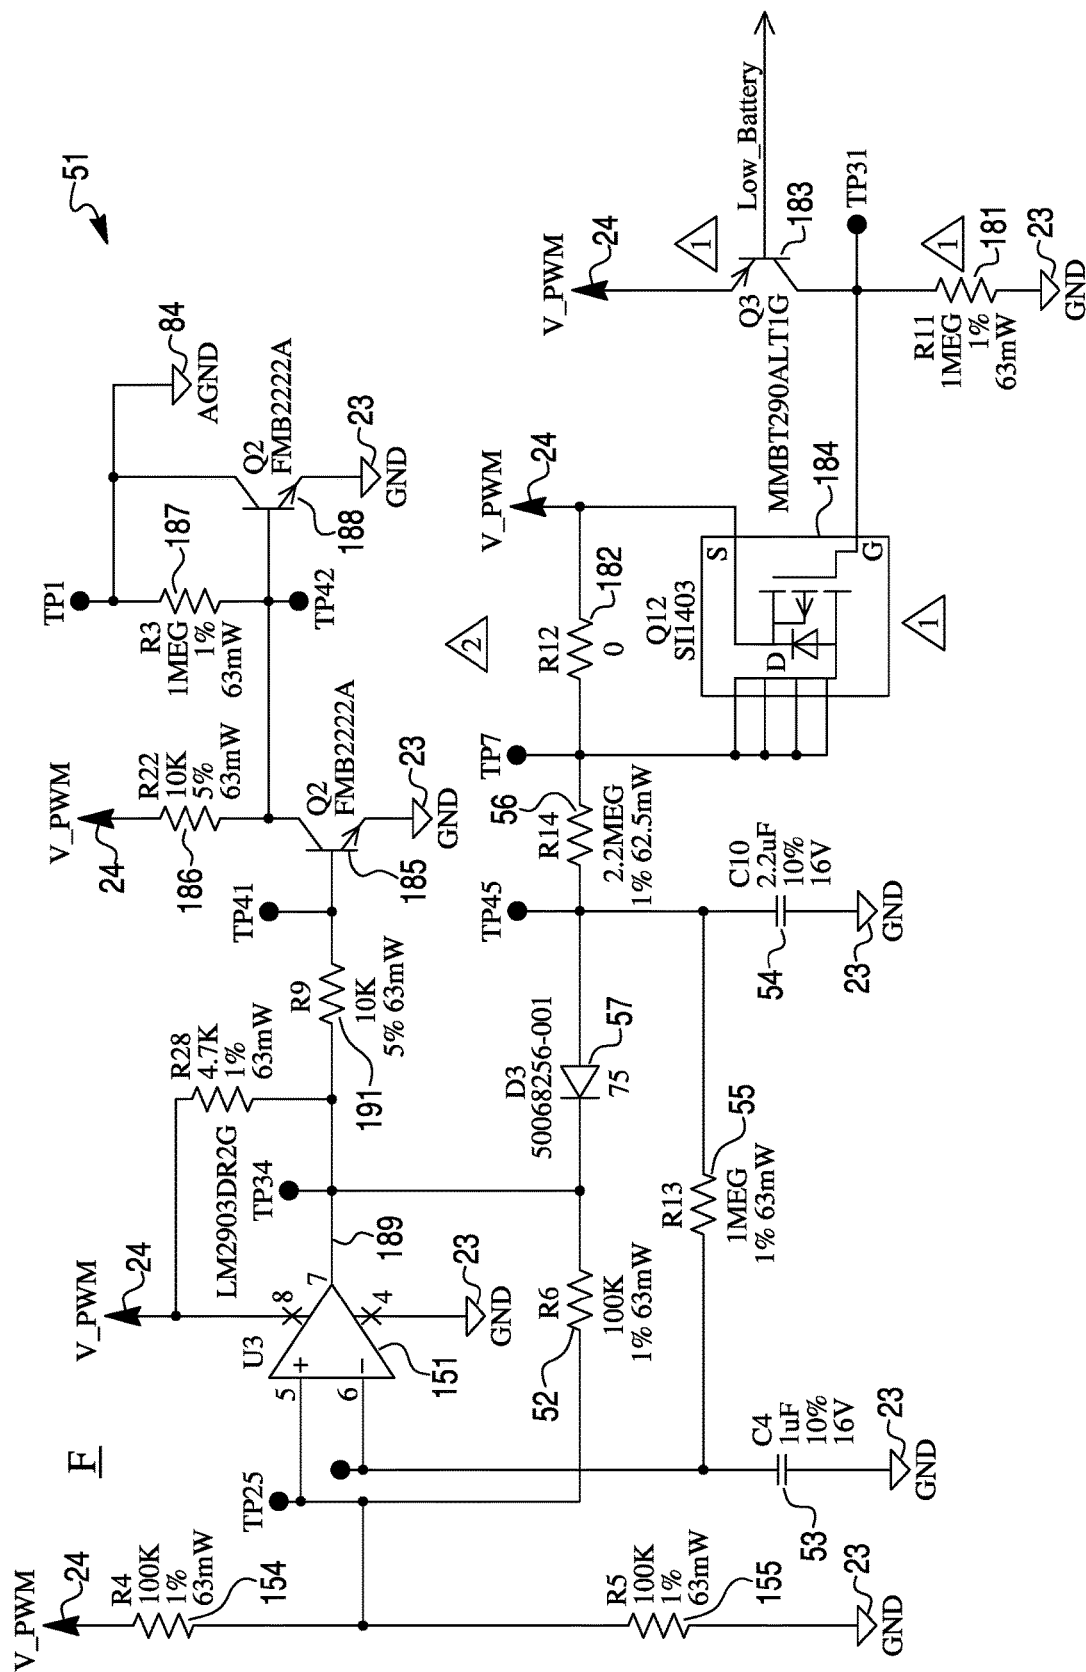 51
F
V_PWM
24
R4
100K
1%
63mW
154
R5
100K
1%
63mW
155
23
GND
TP25
V_PWM
24
U3
5
+
6
−
8
7
4
LM2903DR2G
151
23
GND
189
TP34
R28
4.7K
1%
63mW
R9
10K
5% 63mW
191
TP41
V_PWM
24
R22
10K
5%
63mW
186
Q2
FMB2222A
185
23
GND
TP1
R3
1MEG
1%
63mW
187
TP42
84
AGND
Q2
FMB2222A
188
23
GND
R6
100K
1% 63mW
52
D3
50068256-001
75
57
C4
1uF
10%
16V
53
23
GND
R13
1MEG
1% 63mW
55
TP45
C10
2.2uF
10%
16V
54
23
GND
R14
2.2MEG
1% 62.5mW
56
TP7
R12
0
182
2
V_PWM
24
Q12
SI1403
S
D
G
184
1
V_PWM
24
Q3
MMBT290ALT1G
183
1
Low_Battery
TP31
R11
1MEG
1%
63mW
181
1
23
GND